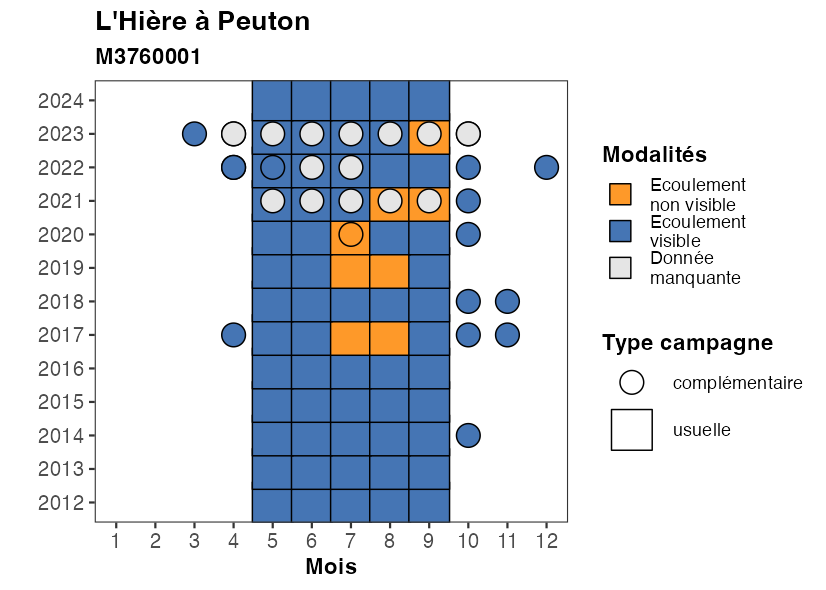 L'Hière à Peuton
M3760001
2024
2023
2022
2021
2020
2019
2018
2017
2016
2015
2014
2013
2012
1 2 3 4 5 6 7 8 9 10 11 12
Mois
Modalités
Ecoulement
non visible
Ecoulement
visible
Donnée
manquante
Type campagne
complémentaire
usuelle